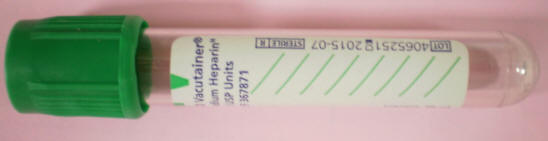 Vacutainer®
ium Heparin
USP Units
367871
LOT 4065251 2015-07 STERILE R